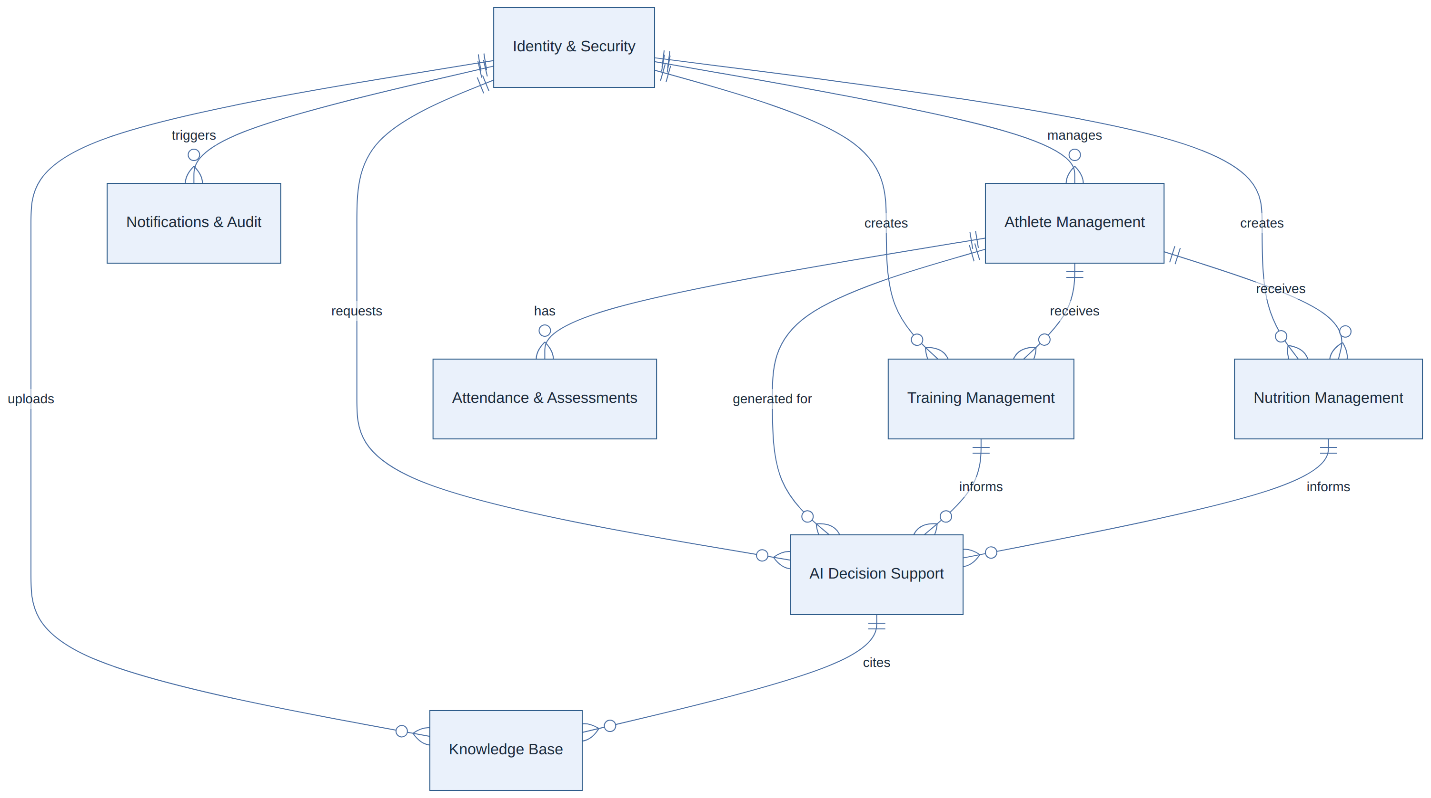 Identity & Security
triggers
manages
Notifications & Audit
creates
Athlete Management
creates
receives
requests
has
receives
uploads
Attendance & Assessments
generated for
Training Management
Nutrition Management
informs
informs
AI Decision Support
cites
Knowledge Base